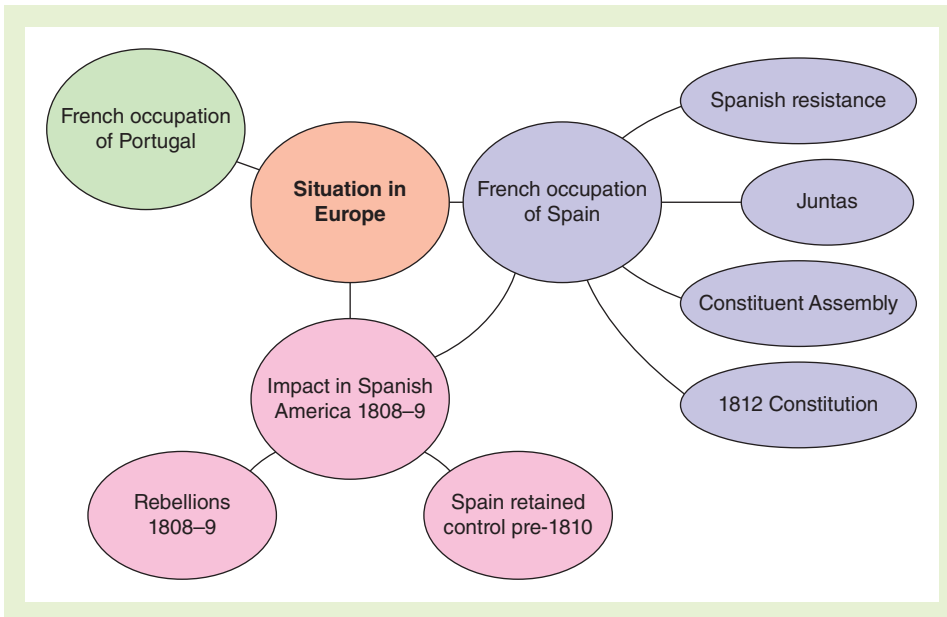 French occupation
of Portugal
Situation in
Europe
French occupation
of Spain
Spanish resistance
Juntas
Constituent Assembly
1812 Constitution
Impact in Spanish
America 1808–9
Rebellions
1808–9
Spain retained
control pre-1810